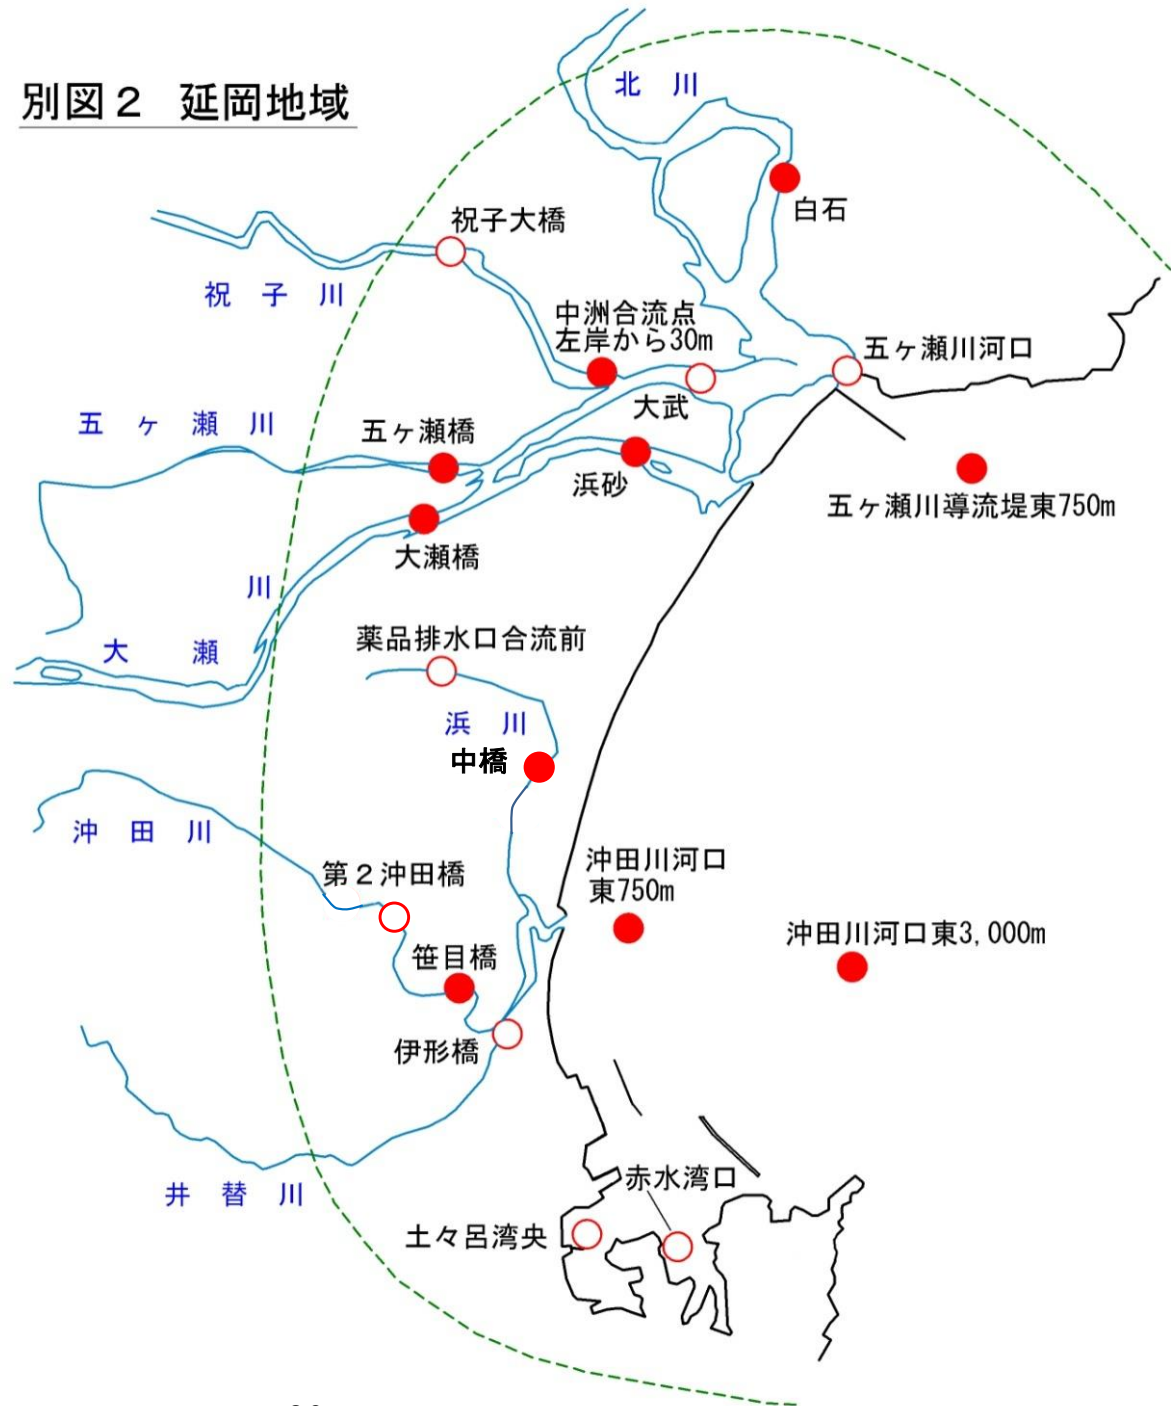 別図２ 延岡地域
北川
白石
祝子大橋
祝子川
中洲合流点
左岸から30m
五ヶ瀬川河口
大武
五ヶ瀬川
五ヶ瀬橋
浜砂
五ヶ瀬川導流堤東750m
大瀬橋
大瀬川
薬品排水口合流前
浜川
中橋
沖田川
第２沖田橋
沖田川河口
東750m
沖田川河口東3,000m
笹目橋
伊形橋
井替川
赤水湾口
土々呂湾央